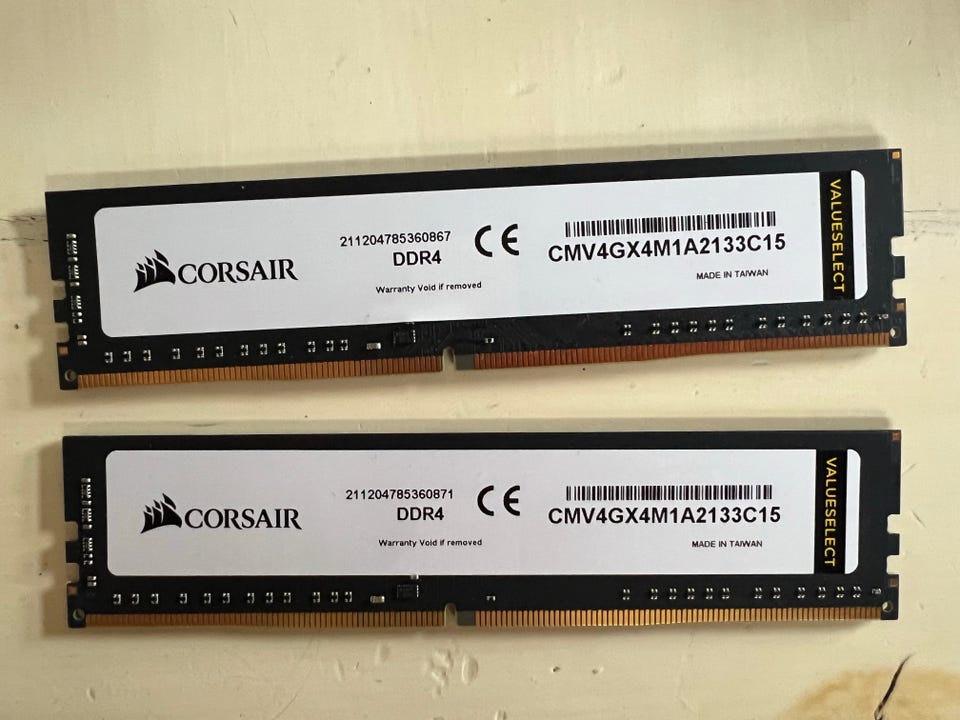 CORSAIR
211204785360867
DDR4
Warranty Void if removed
CE
CMV4GX4M1A2133C15
MADE IN TAIWAN
VALUESELECT
CORSAIR
211204785360871
DDR4
Warranty Void if removed
CE
CMV4GX4M1A2133C15
MADE IN TAIWAN
VALUESELECT